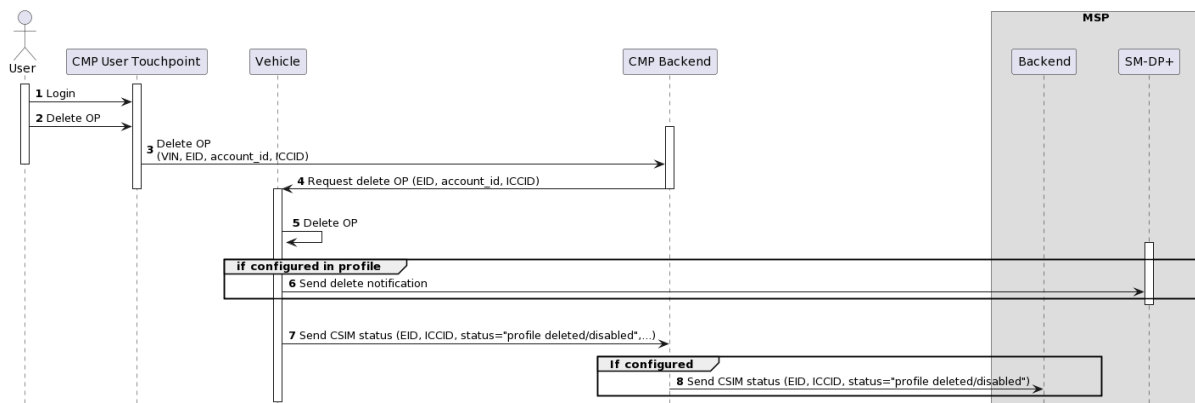 MSP
User
CMP User Touchpoint
Vehicle
CMP Backend
Backend
SM-DP+
1 Login
2 Delete OP
3 Delete OP
(VIN, EID, account_id, ICCID)
4 Request delete OP (EID, account_id, ICCID)
5 Delete OP
if configured in profile
6 Send delete notification
7 Send CSIM status (EID, ICCID, status="profile deleted/disabled",...)
If configured
8 Send CSIM status (EID, ICCID, status="profile deleted/disabled")